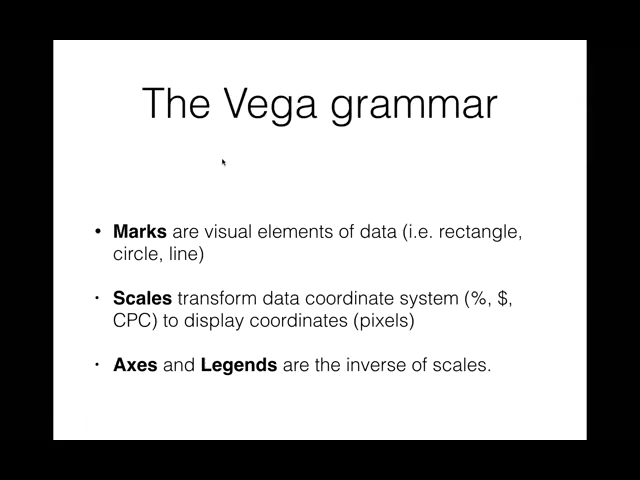 The Vega grammar
• Marks are visual elements of data (i.e. rectangle,
circle, line)
• Scales transform data coordinate system (%, $,
CPC) to display coordinates (pixels)
• Axes and Legends are the inverse of scales.